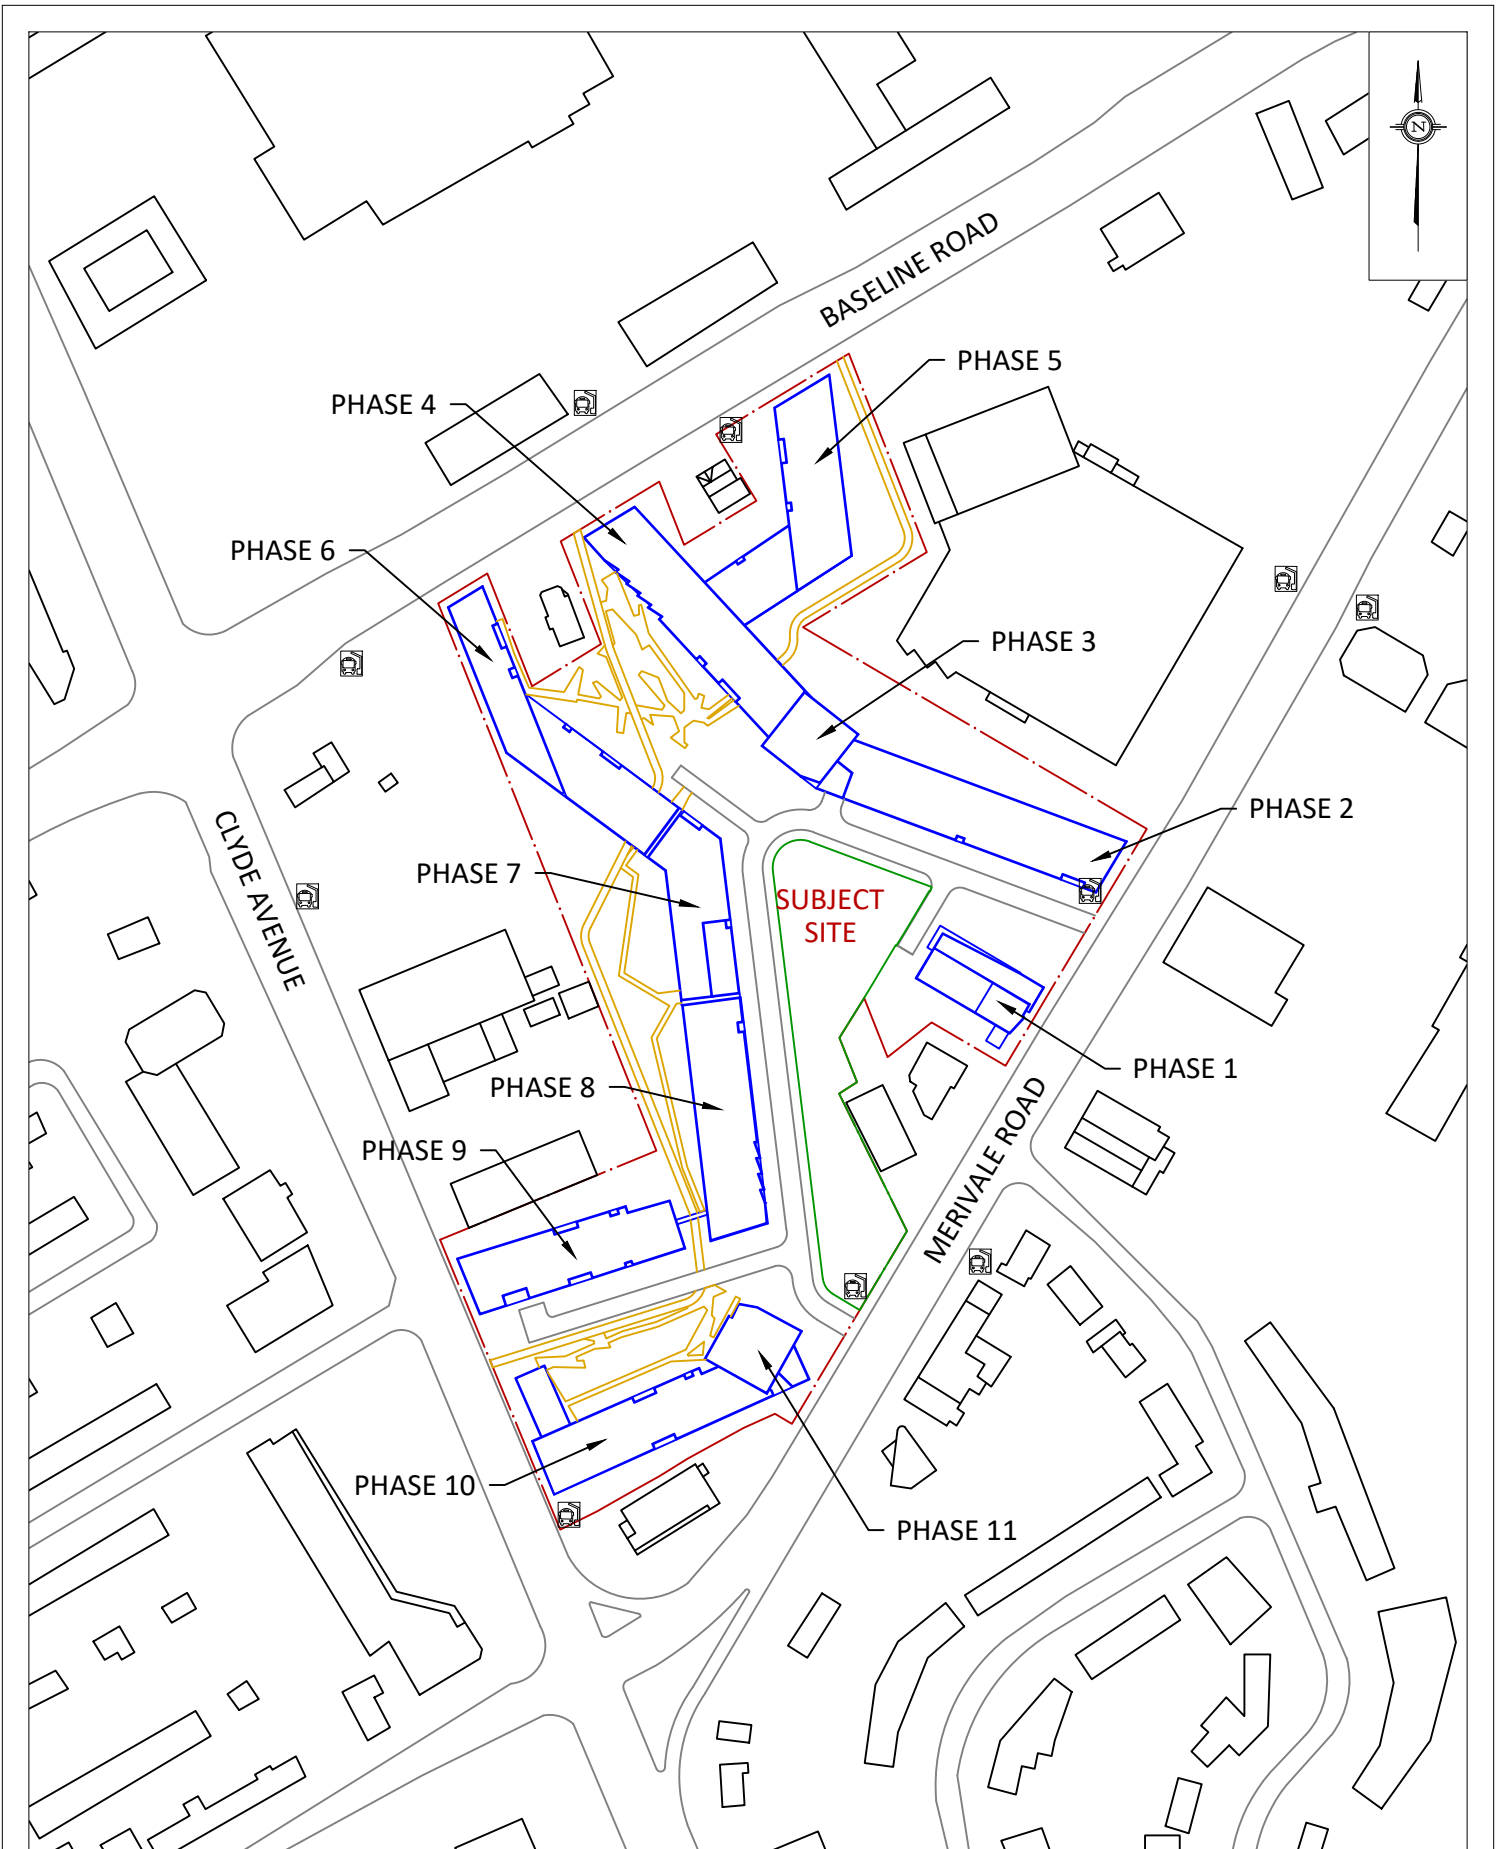 N
BASELINE ROAD
PHASE 5
PHASE 4
PHASE 6
PHASE 3
PHASE 2
CLYDE AVENUE
PHASE 7
SUBJECT
SITE
PHASE 1
PHASE 8
MERIVALE ROAD
PHASE 9
PHASE 10
PHASE 11